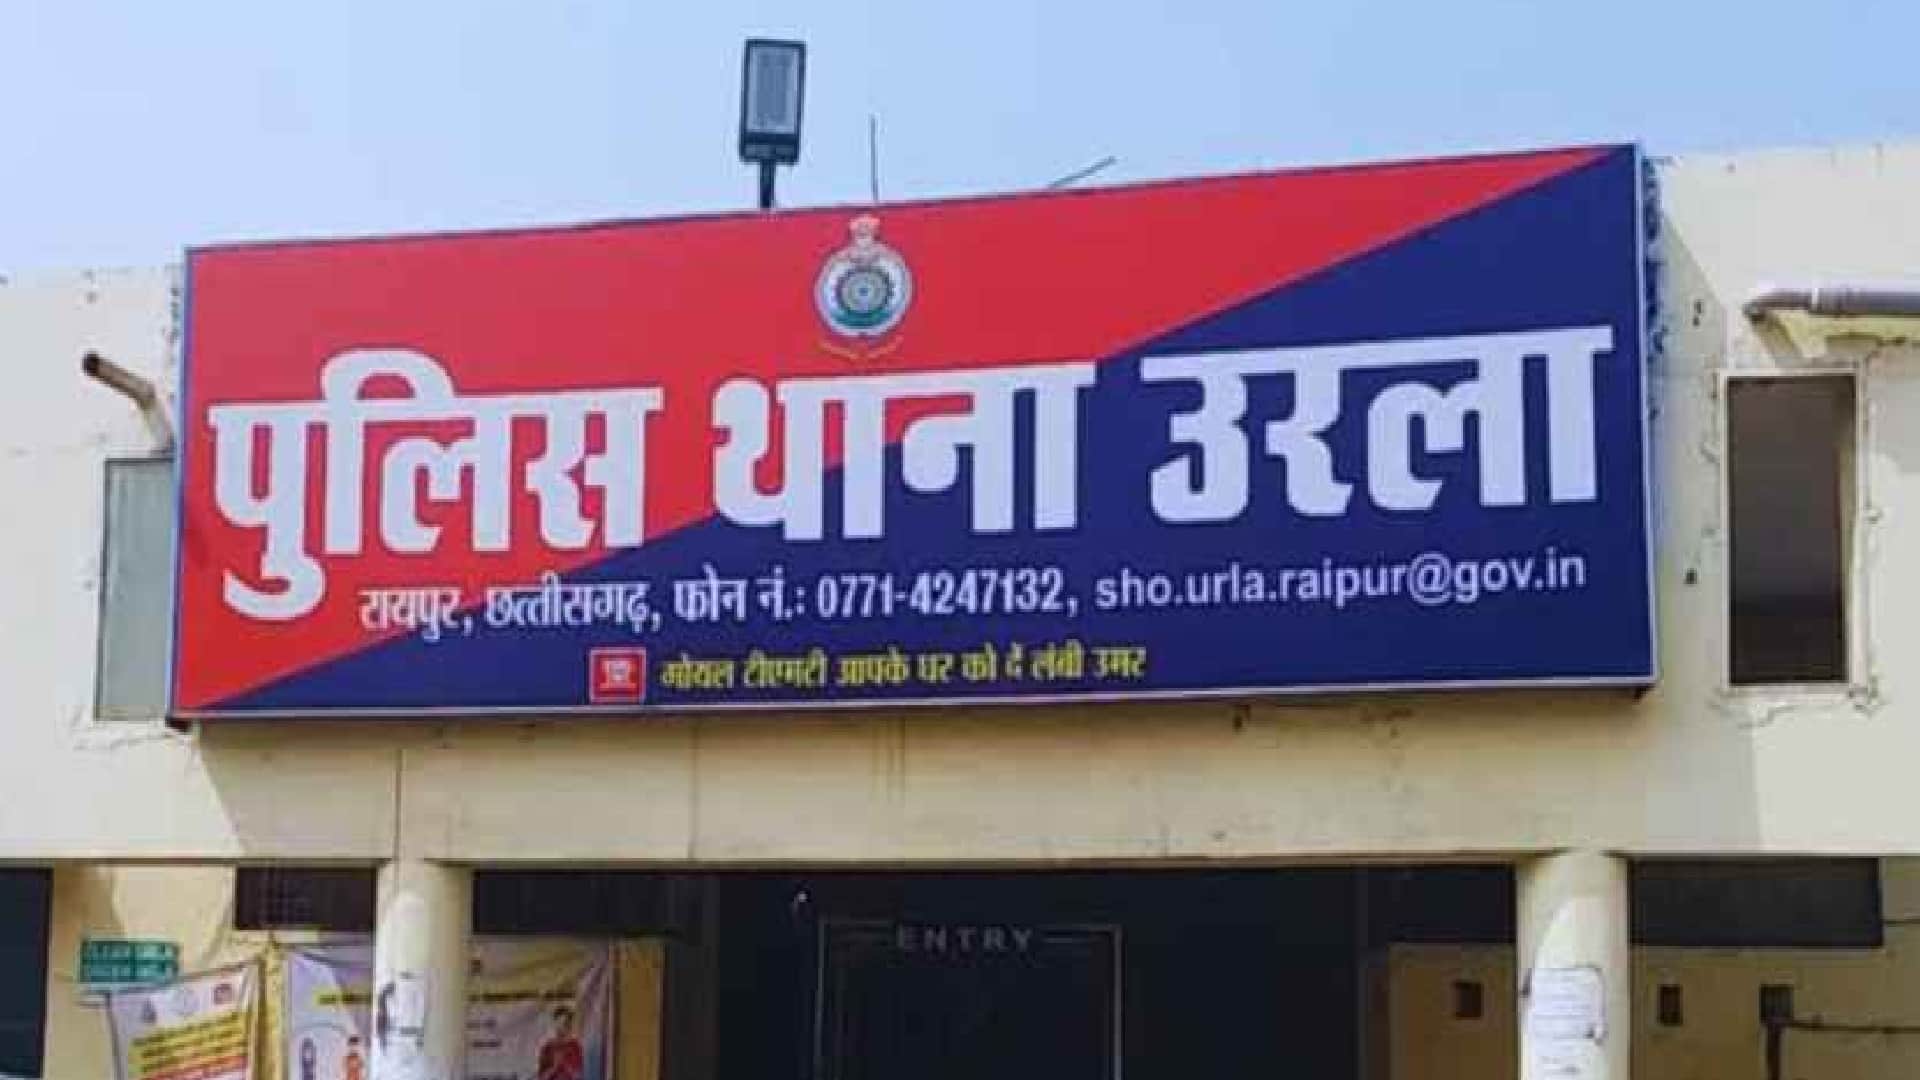 पुलिस थाना उरला
रायपुर, छत्तीसगढ़, फोन नं.: 0771-4247132, sho.urla.raipur@gov.in
गोयल टीएमटी आपके घर को दें लंबी उमर
ENTRY